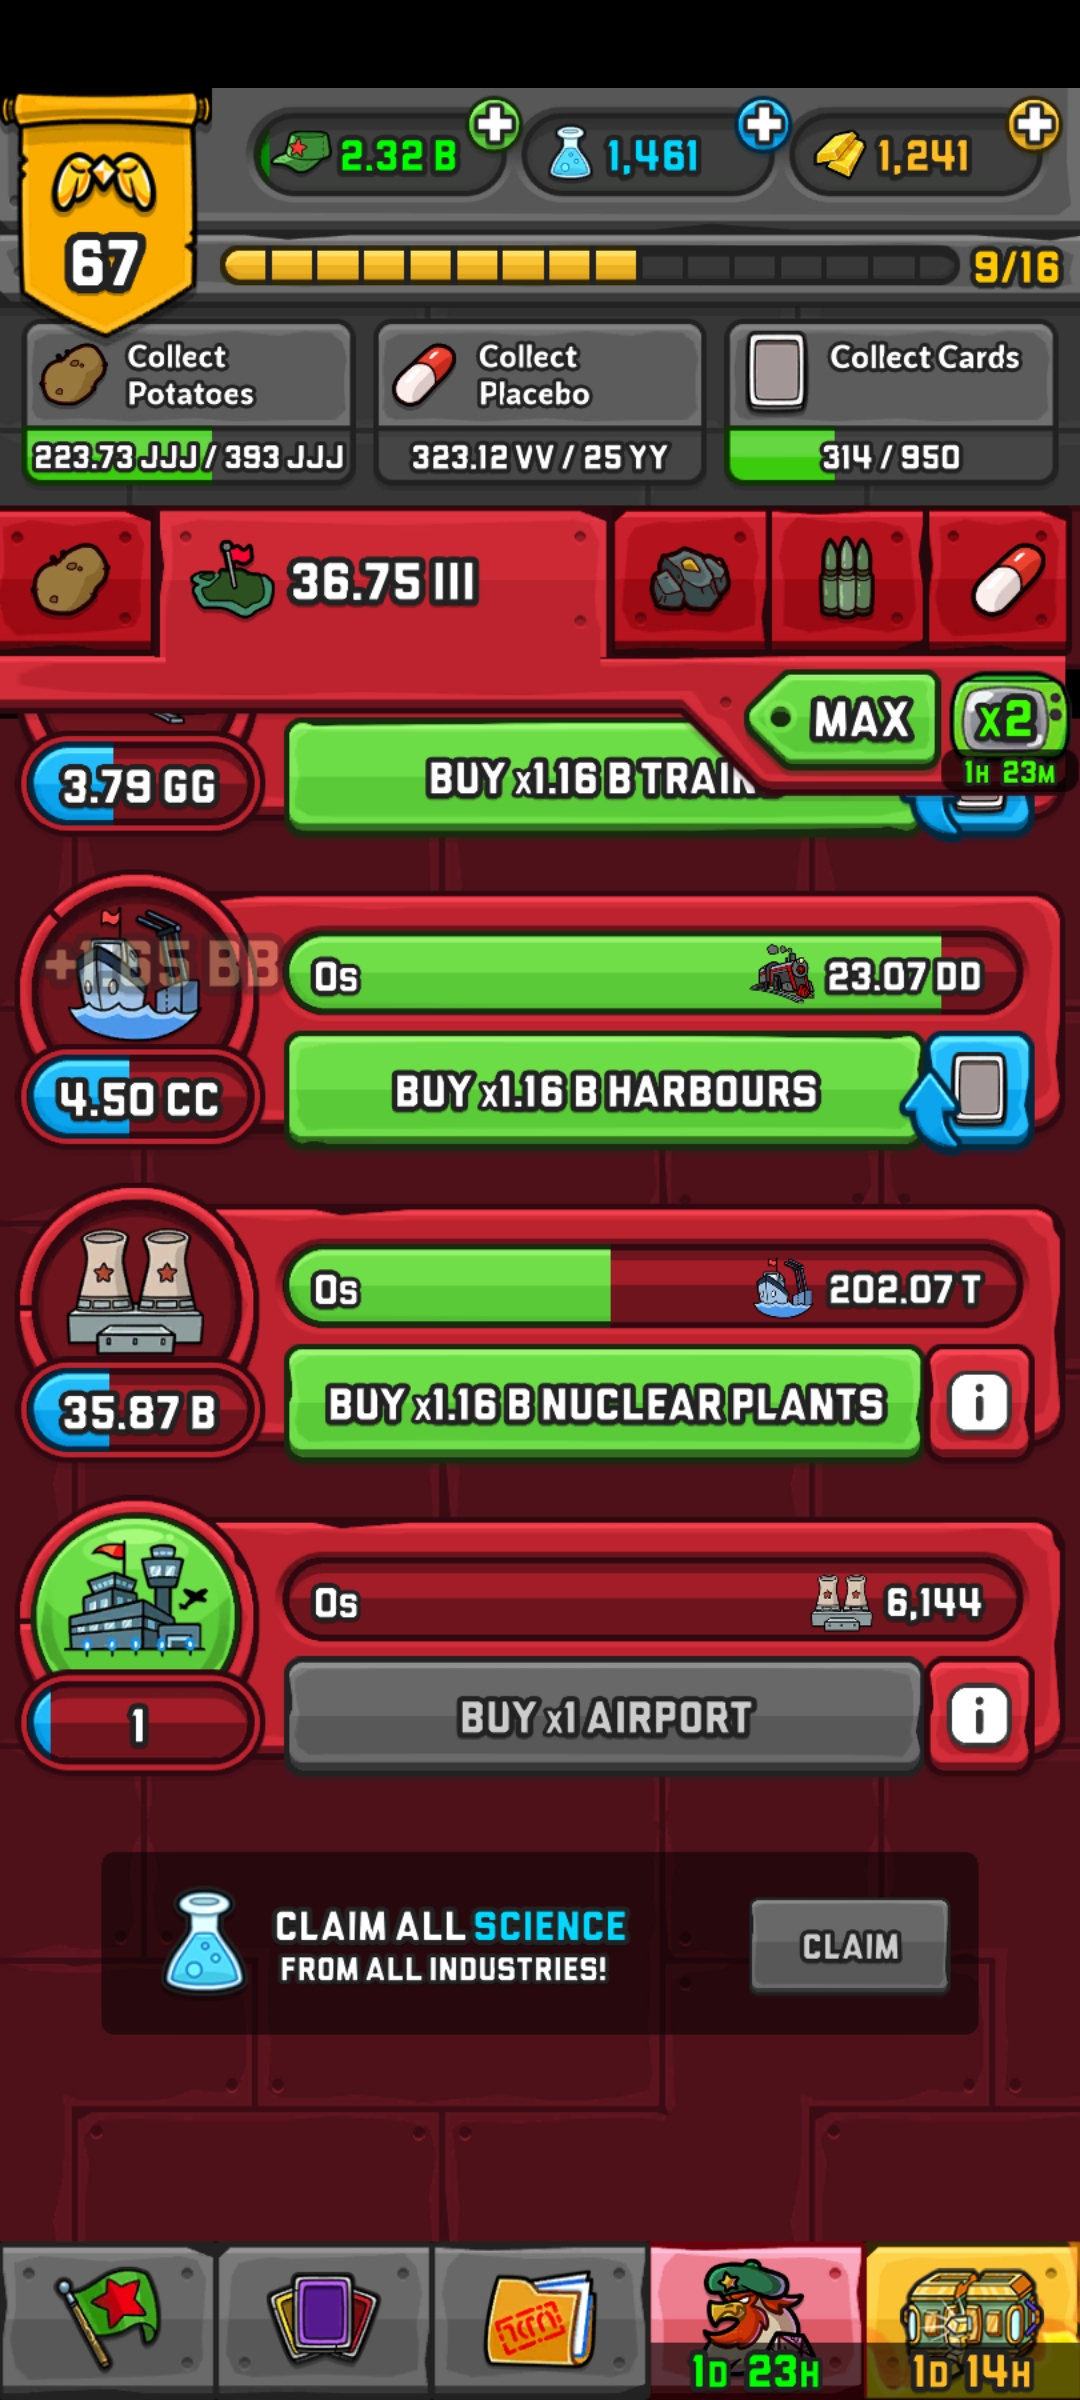 2.32 B
1,461
1,241
67
9/16
Collect
Potatoes
223.73 JJJ / 393 JJJ
Collect
Placebo
323.12 VV / 25 YY
Collect Cards
314 / 950
36.75 III
MAX
x2
1H 23M
3.79 GG
BUY x1.16 B
0s
23.07 DD
4.50 CC
BUY x1.16 B HARBOURS
0s
202.07 T
35.87 B
BUY x1.16 B NUCLEAR PLANTS
0s
6,144
1
BUY x1 AIRPORT
CLAIM ALL SCIENCE
FROM ALL INDUSTRIES!
CLAIM
1D 23H
1D 14H